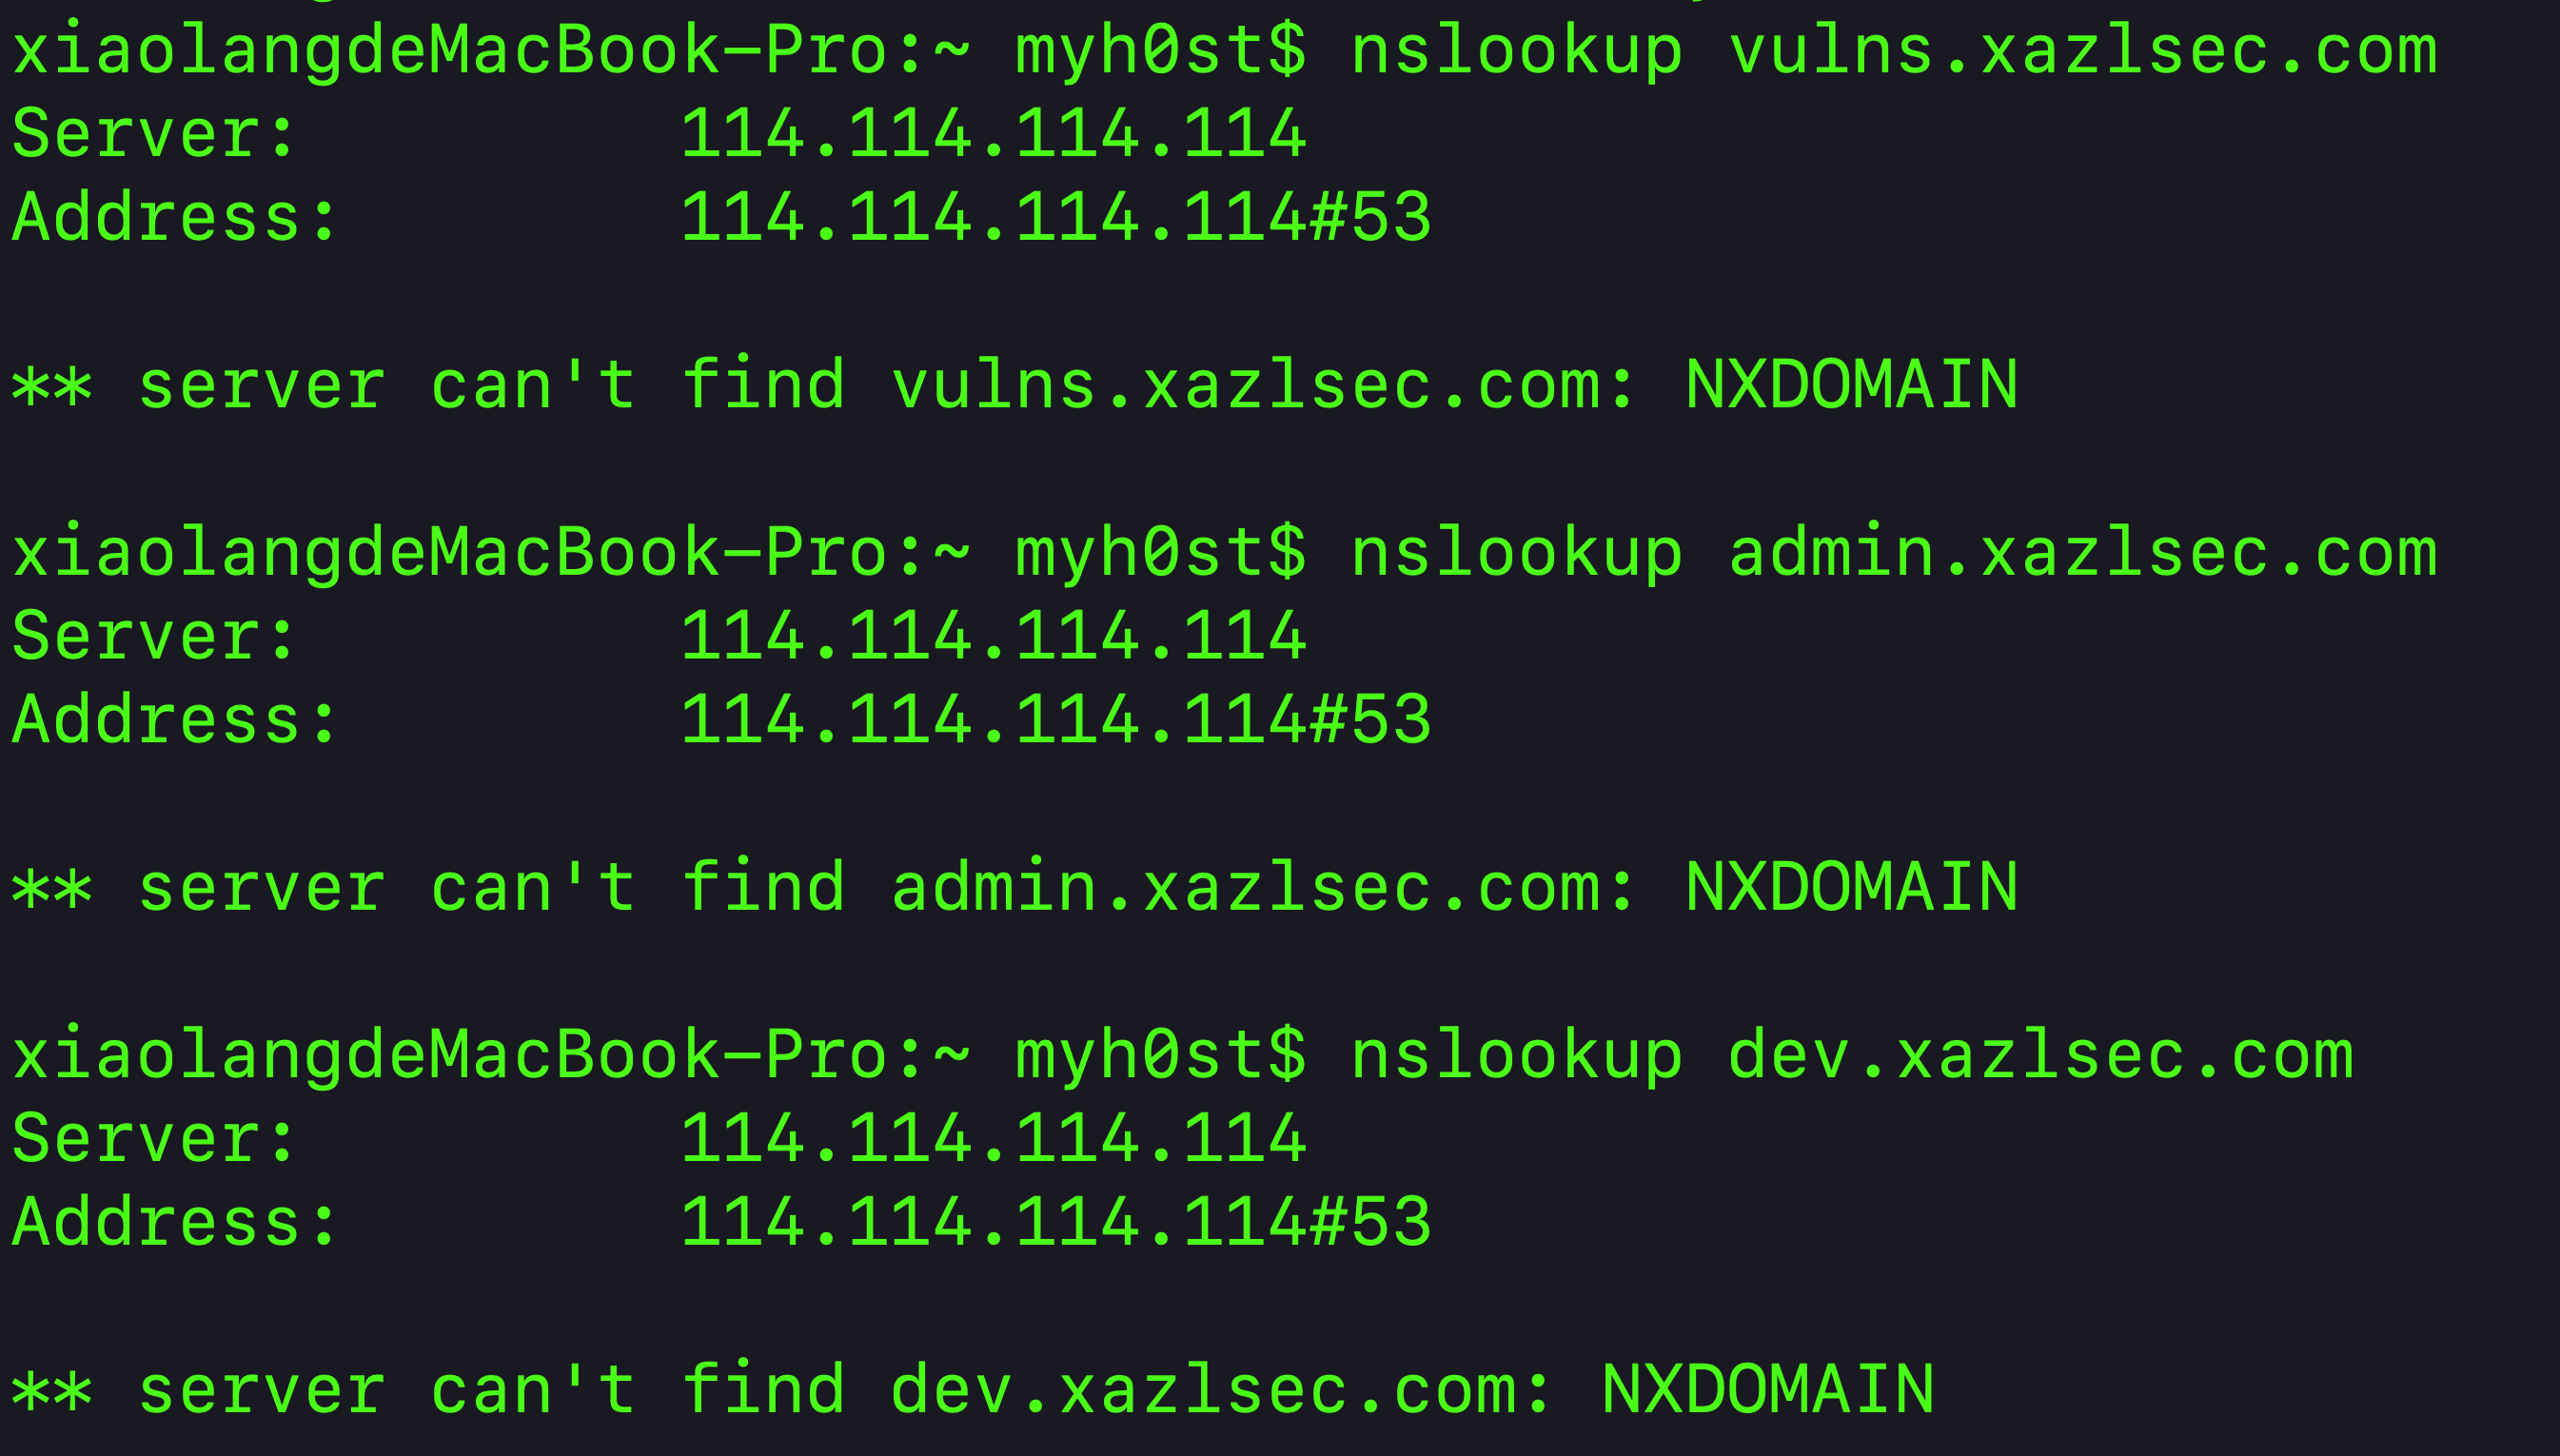 xiaolangdeMacBook-Pro:~ myh0st$ nslookup vulns.xazlsec.com
Server:		114.114.114.114
Address:	114.114.114.114#53
** server can't find vulns.xazlsec.com: NXDOMAIN
xiaolangdeMacBook-Pro:~ myh0st$ nslookup admin.xazlsec.com
Server:		114.114.114.114
Address:	114.114.114.114#53
** server can't find admin.xazlsec.com: NXDOMAIN
xiaolangdeMacBook-Pro:~ myh0st$ nslookup dev.xazlsec.com
Server:		114.114.114.114
Address:	114.114.114.114#53
** server can't find dev.xazlsec.com: NXDOMAIN